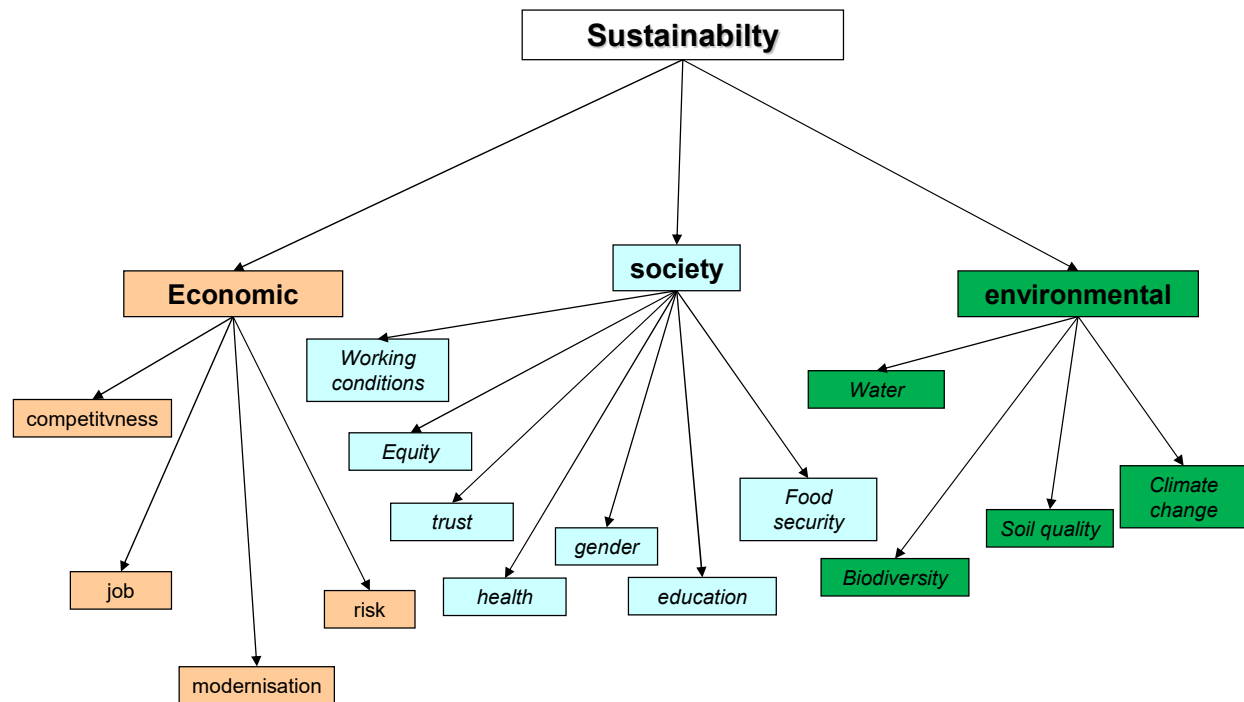 Sustainabilty
Economic
society
environmental
competitvness
job
modernisation
risk
Working
conditions
Equity
trust
health
gender
education
Food
security
Water
Biodiversity
Soil quality
Climate
change